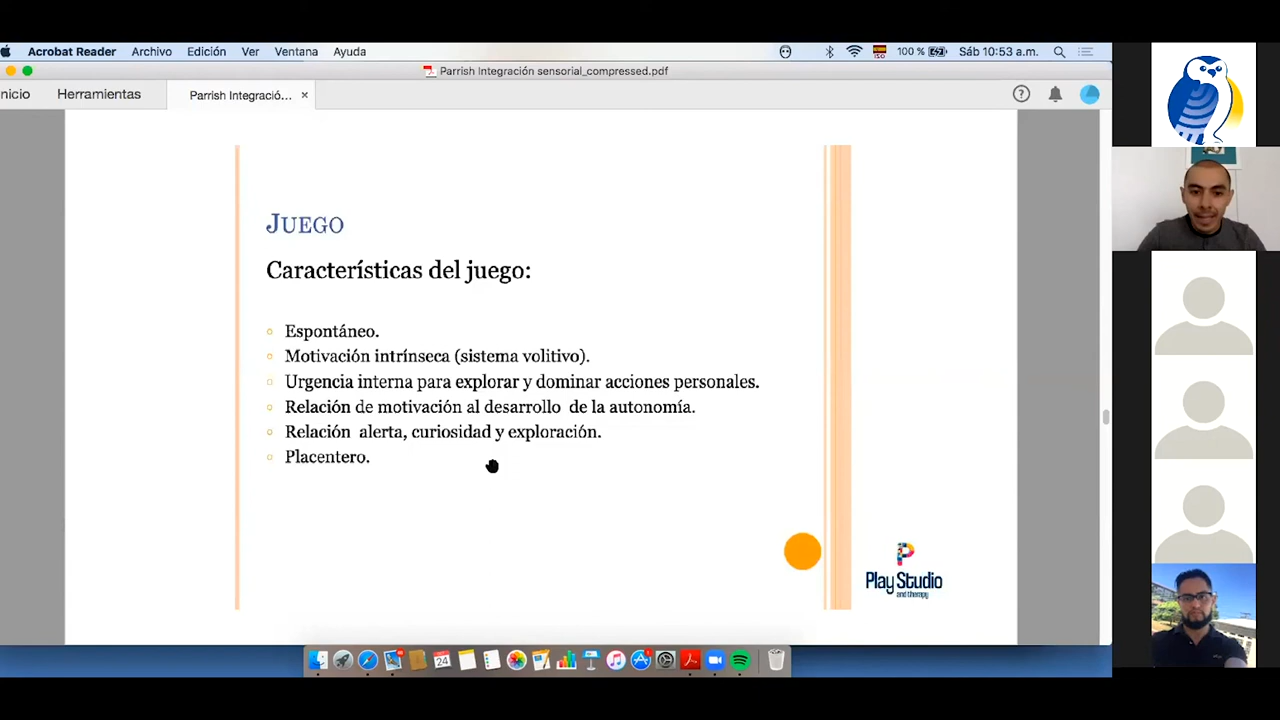 Acrobat Reader Archivo Edición Ver Ventana Ayuda ISO 100 % Sáb 10:53 a.m.
Parrish Integración sensorial_compressed.pdf
nicio Herramientas Parrish Integració... × ?
JUEGO
Características del juego:
Espontáneo.
Motivación intrínseca (sistema volitivo).
Urgencia interna para explorar y dominar acciones personales.
Relación de motivación al desarrollo de la autonomía.
Relación alerta, curiosidad y exploración.
Placentero.
P
Play Studio
and therapy
24